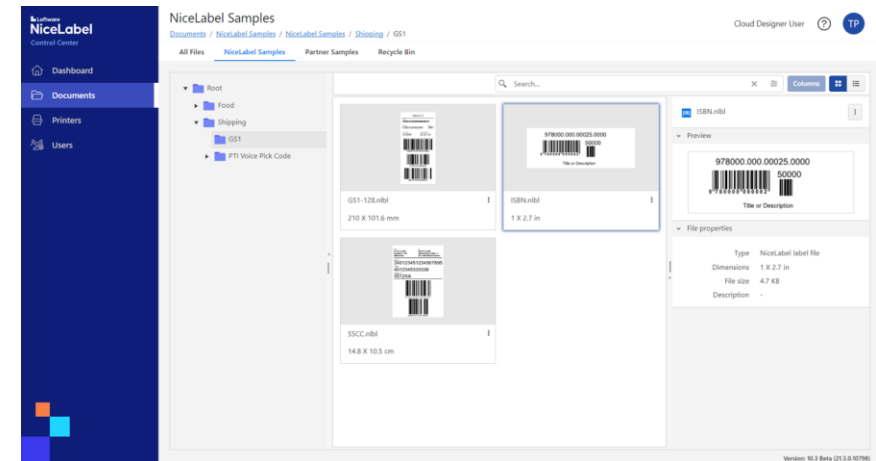 Loftware
NiceLabel
Control Center
Dashboard
Documents
Printers
Users
NiceLabel Samples
Documents / NiceLabel Samples / NiceLabel Samples / Shipping / GS1
Cloud Designer User ? TP
All Files NiceLabel Samples Partner Samples Recycle Bin
Root
Food
Shipping
GS1
PTI Voice Pick Code
Search...
Columns
GS1-128.nlbl
210 X 101.6 mm
978000.000.00025.0000
50000
Title or Description
ISBN.nlbl
1 X 2.7 in
SSCC.nlbl
14.8 X 10.5 cm
ISBN.nlbl
Preview
978000.000.00025.0000
50000
Title or Description
File properties
Type NiceLabel label file
Dimensions 1 X 2.7 in
File size 4.7 KB
Description -
Version: 10.3 Beta (21.3.0.10798)